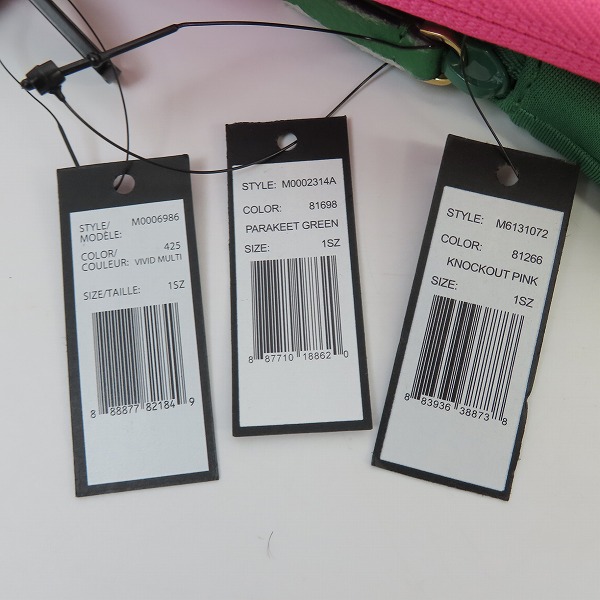 STYLE/ M0006986
MODÈLE:
COLOR/ 425
COULEUR: VIVID MULTI
SIZE/TAILLE: 1SZ
8 88877 82184 9
STYLE: M0002314A
COLOR: 81698
PARAKEET GREEN
SIZE: 1SZ
8 87710 18862 0
STYLE: M6131072
COLOR: 81266
KNOCKOUT PINK
SIZE: 1SZ
8 83936 38873 8